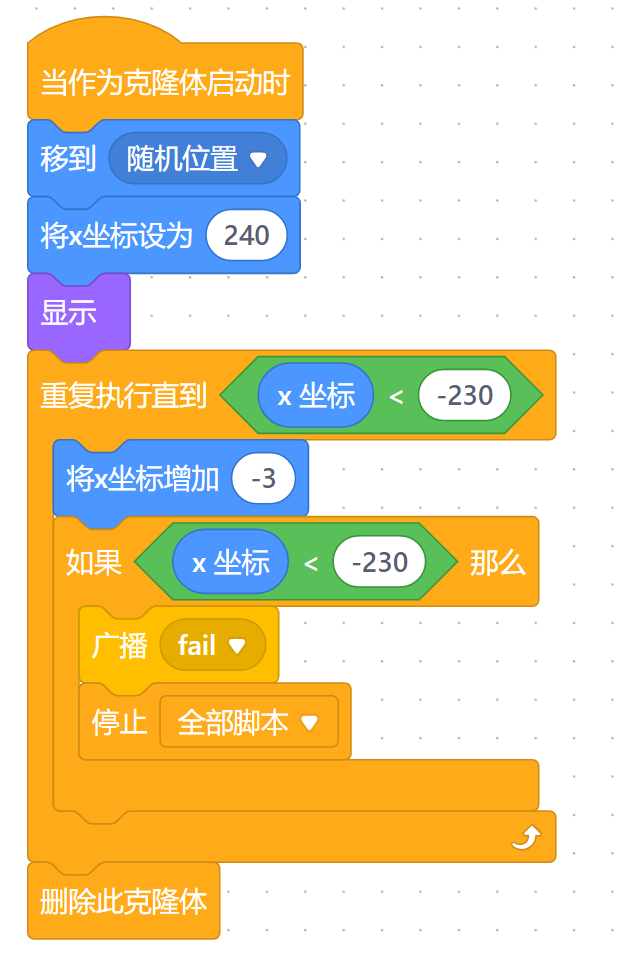 当作为克隆体启动时
移到 随机位置
将x坐标设为 240
显示
重复执行直到 x 坐标 < -230
将x坐标增加 -3
如果 x 坐标 < -230 那么
广播 fail
停止 全部脚本
删除此克隆体